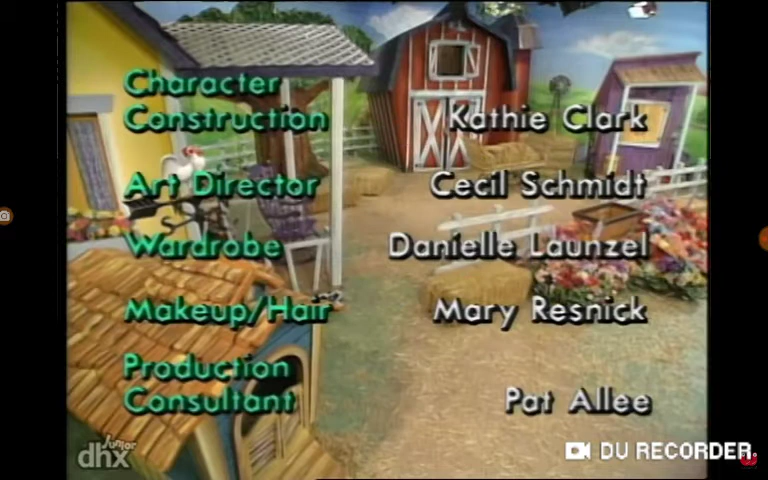 Character
Construction Kathie Clark
Art Director Cecil Schmidt
Wardrobe Danielle Launzel
Makeup/Hair Mary Resnick
Production
Consultant Pat Allee
Junior
dhx
DU RECORDER